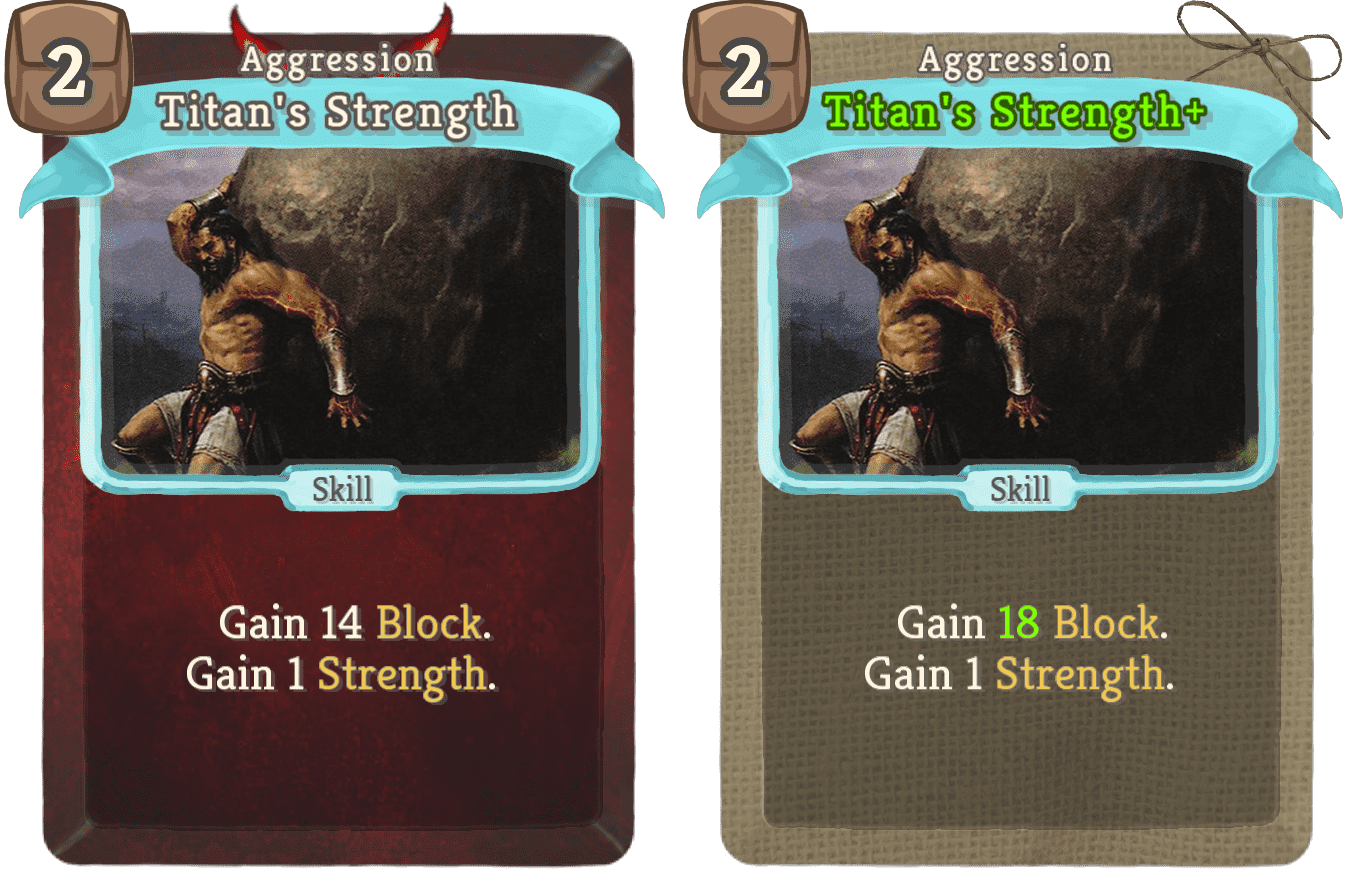 2
Aggression
Titan's Strength
Skill
Gain 14 Block.
Gain 1 Strength.
2
Aggression
Titan's Strength+
Skill
Gain 18 Block.
Gain 1 Strength.